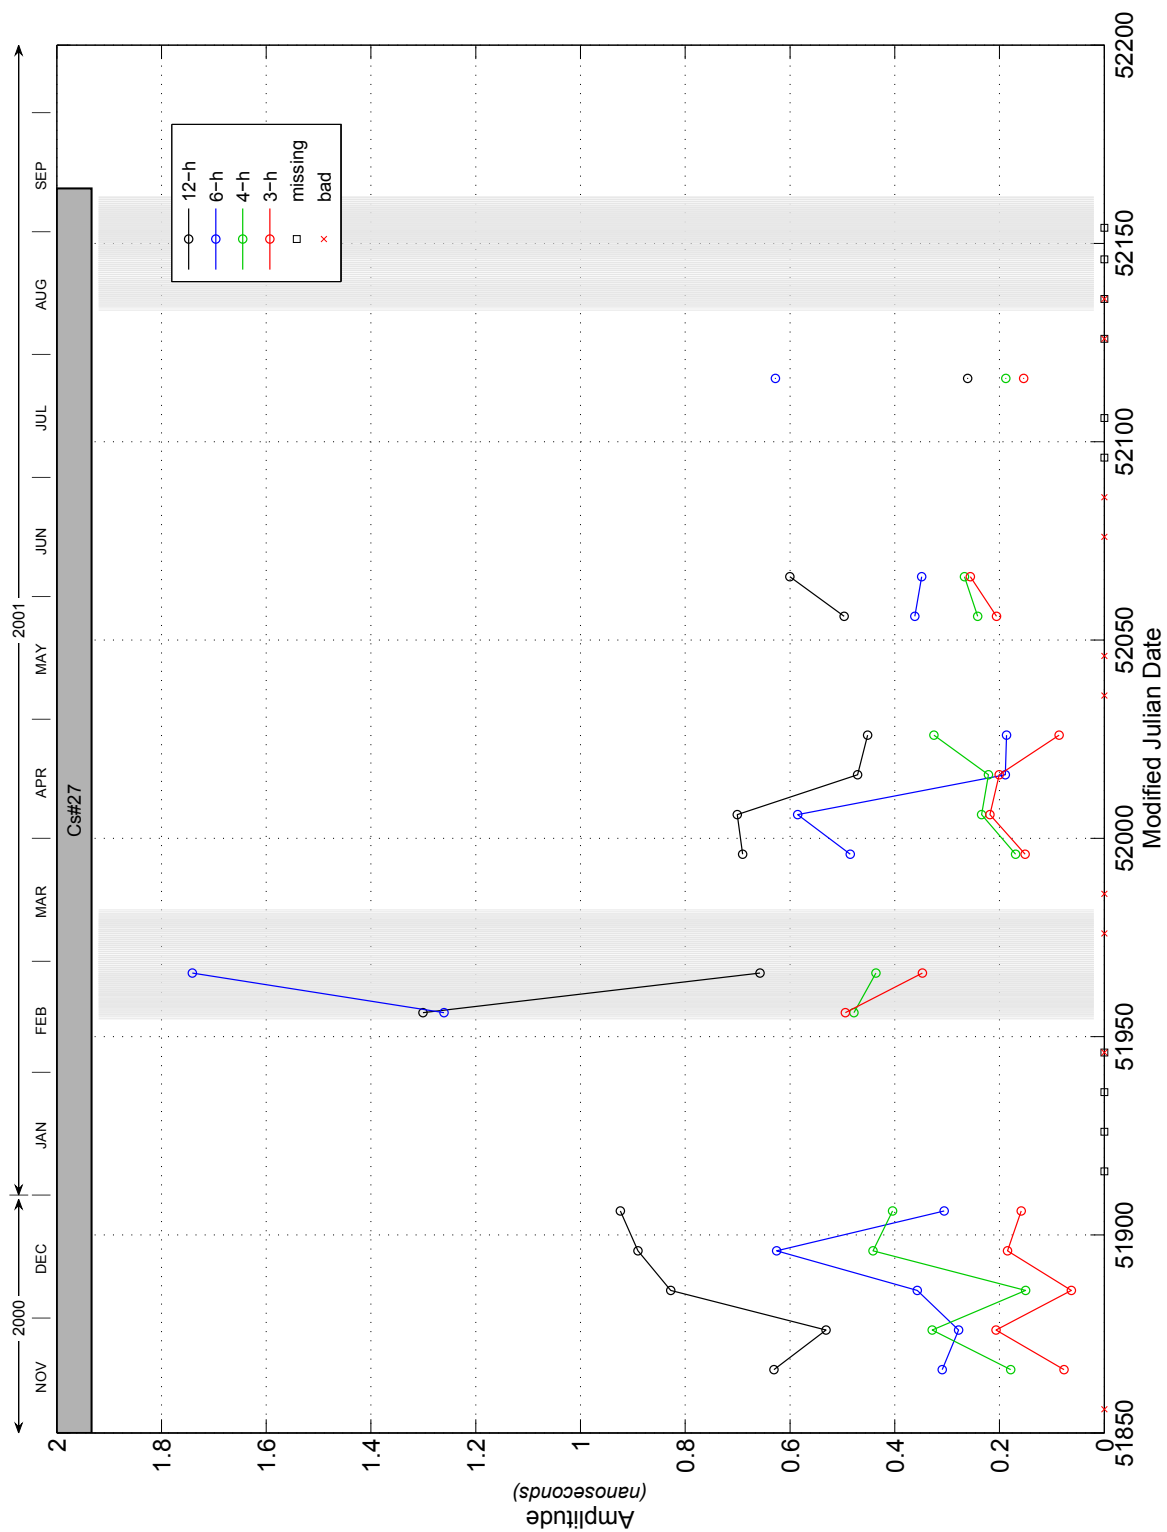 2000
2001
NOV
DEC
JAN
FEB
MAR
APR
MAY
JUN
JUL
AUG
SEP
Cs#27
12-h
6-h
4-h
3-h
missing
bad
Amplitude
(nanoseconds)
2
1.8
1.6
1.4
1.2
1
0.8
0.6
0.4
0.2
0
51850
51900
51950
52000
52050
52100
52150
52200
Modified Julian Date